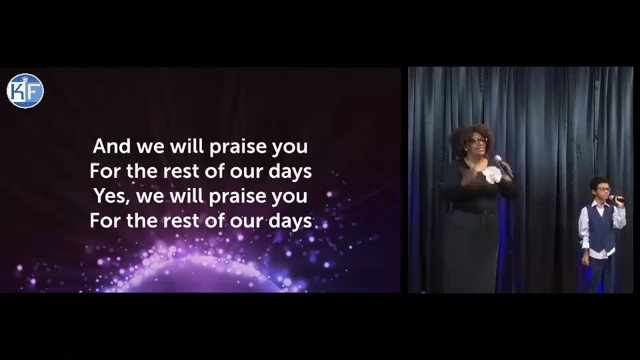 KF
And we will praise you
For the rest of our days
Yes, we will praise you
For the rest of our days